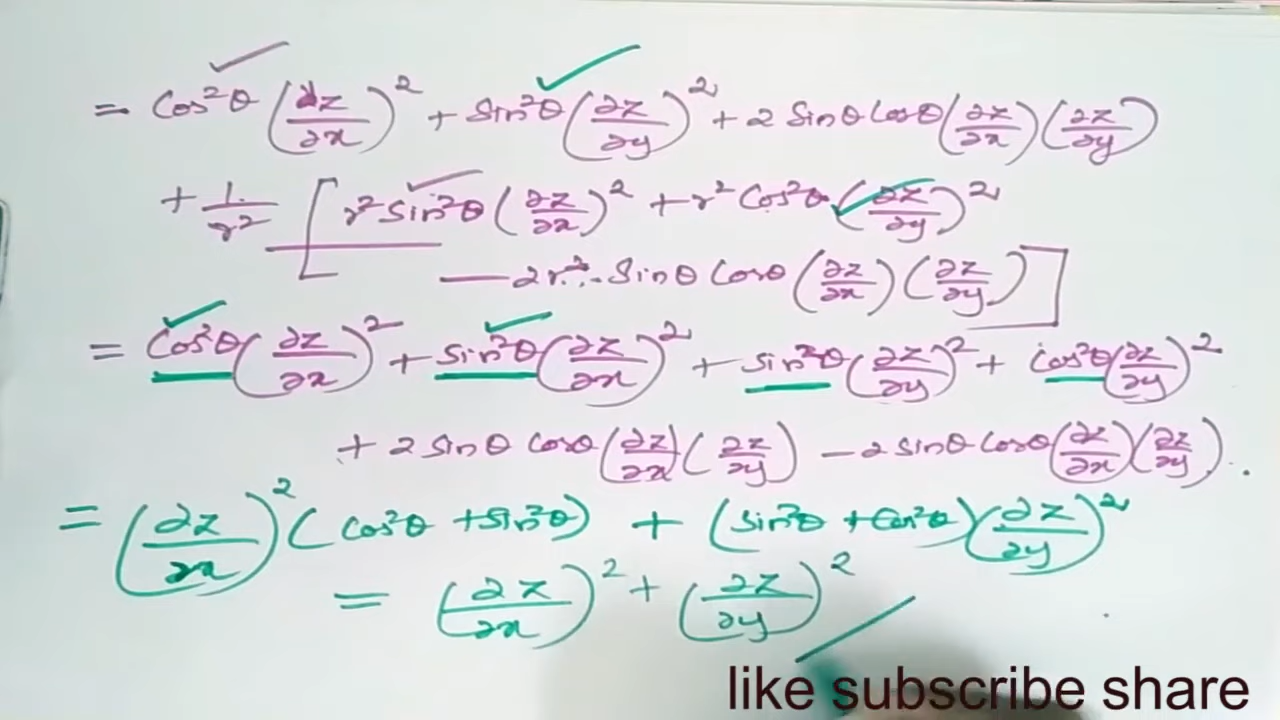 = Cos²θ (∂z/∂x)² + Sin²θ (∂z/∂y)² + 2 Sinθ Cosθ (∂z/∂x) (∂z/∂y)
+ 1/r² [ r² Sin²θ (∂z/∂x)² + r² Cos²θ (∂z/∂y)²
— 2r². Sinθ Cosθ (∂z/∂x) (∂z/∂y) ]
= Cos²θ (∂z/∂x)² + Sin²θ (∂z/∂x)² + Sin²θ (∂z/∂y)² + Cos²θ (∂z/∂y)²
+ 2 Sinθ Cosθ (∂z/∂x) (∂z/∂y) — 2 Sinθ Cosθ (∂z/∂x) (∂z/∂y).
= (∂z/∂x)² (Cos²θ + Sin²θ) + (Sin²θ + Cos²θ) (∂z/∂y)²
= (∂z/∂x)² + (∂z/∂y)²
like subscribe share